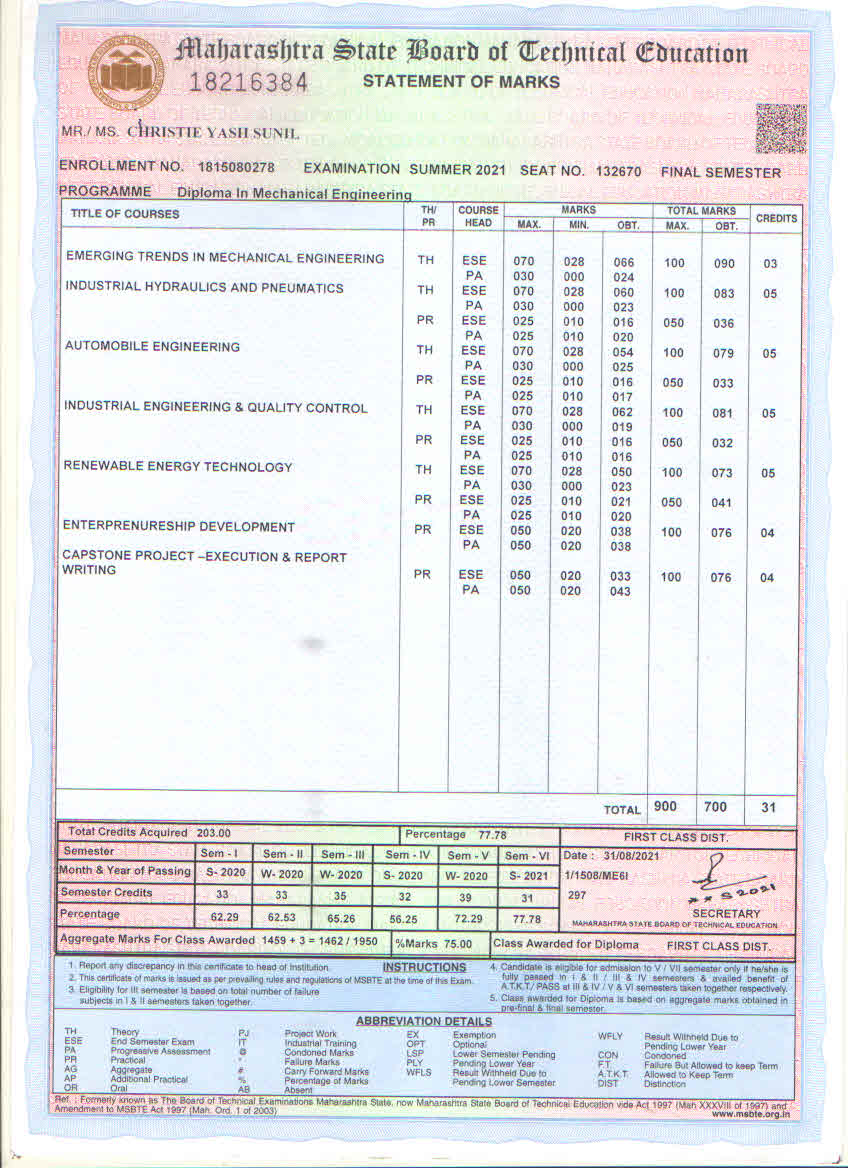 Maharashtra State Board of Technical Education
18216384 STATEMENT OF MARKS
MR./ MS. CHRISTIE YASH SUNIL
ENROLLMENT NO. 1815080278 EXAMINATION SUMMER 2021 SEAT NO. 132670 FINAL SEMESTER
PROGRAMME Diploma In Mechanical Engineering
TITLE OF COURSES TH/ PR COURSE HEAD MARKS TOTAL MARKS CREDITS
MAX. MIN. OBT. MAX. OBT.
EMERGING TRENDS IN MECHANICAL ENGINEERING TH ESE 070 028 066 100 090 03
PA 030 000 024
INDUSTRIAL HYDRAULICS AND PNEUMATICS TH ESE 070 028 060 100 083 05
PA 030 000 023
PR ESE 025 010 016 050 036
PA 025 010 020
AUTOMOBILE ENGINEERING TH ESE 070 028 054 100 079 05
PA 030 000 025
PR ESE 025 010 016 050 033
PA 025 010 017
INDUSTRIAL ENGINEERING & QUALITY CONTROL TH ESE 070 028 062 100 081 05
PA 030 000 019
PR ESE 025 010 016 050 032
PA 025 010 016
RENEWABLE ENERGY TECHNOLOGY TH ESE 070 028 050 100 073 05
PA 030 000 023
PR ESE 025 010 021 050 041
PA 025 010 020
ENTERPRENURESHIP DEVELOPMENT PR ESE 050 020 038 100 076 04
PA 050 020 038
CAPSTONE PROJECT –EXECUTION & REPORT
WRITING PR ESE 050 020 033 100 076 04
PA 050 020 043
TOTAL 900 700 31
Total Credits Acquired 203.00 Percentage 77.78 FIRST CLASS DIST.
Semester Sem - I Sem - II Sem - III Sem - IV Sem - V Sem - VI Date : 31/08/2021
Month & Year of Passing S- 2020 W- 2020 W- 2020 S- 2020 W- 2020 S- 2021 1/1508/ME6I
Semester Credits 33 33 35 32 39 31 297
Percentage 62.29 62.53 65.26 56.25 72.29 77.78 SECRETARY
MAHARASHTRA STATE BOARD OF TECHNICAL EDUCATION
Aggregate Marks For Class Awarded 1459 + 3 = 1462 / 1950 %Marks 75.00 Class Awarded for Diploma FIRST CLASS DIST.
INSTRUCTIONS
1. Report any discrepancy in this certificate to head of Institution.
2. This certificate of marks is issued as per prevailing rules and regulations of MSBTE at the time of this Exam.
3. Eligibility for III semester is based on total number of failure
subjects in I & II semesters taken together.
4. Candidate is eligible for admission to V / VII semester only if he/she is
fully passed in I & II / III & IV semesters & availed benefit of
A.T.K.T./ PASS at III & IV / V & VI semesters taken together respectively.
5. Class awarded for Diploma is based on aggregate marks obtained in
pre-final & final semester.
ABBREVIATION DETAILS
TH Theory
ESE End Semester Exam
PA Progressive Assessment
PR Practical
AG Aggregate
AP Additional Practical
OR Oral
PJ Project Work
IT Industrial Training
@ Condoned Marks
* Failure Marks
# Carry Forward Marks
% Percentage of Marks
AB Absent
EX Exemption
OPT Optional
LSP Lower Semester Pending
PLY Pending Lower Year
WFLS Result Withheld Due to
Pending Lower Semester
WFLY Result Withheld Due to
Pending Lower Year
CON Condoned
F.T. Failure But Allowed to keep Term
A.T.K.T. Allowed to Keep Term
DIST Distinction
Ref. : Formerly known as The Board of Technical Examinations Maharashtra State, now Maharashtra State Board of Technical Education vide Act 1997 (Mah XXXVIII of 1997) and
Amendment to MSBTE Act 1997 (Mah. Ord. 1 of 2003) www.msbte.org.in